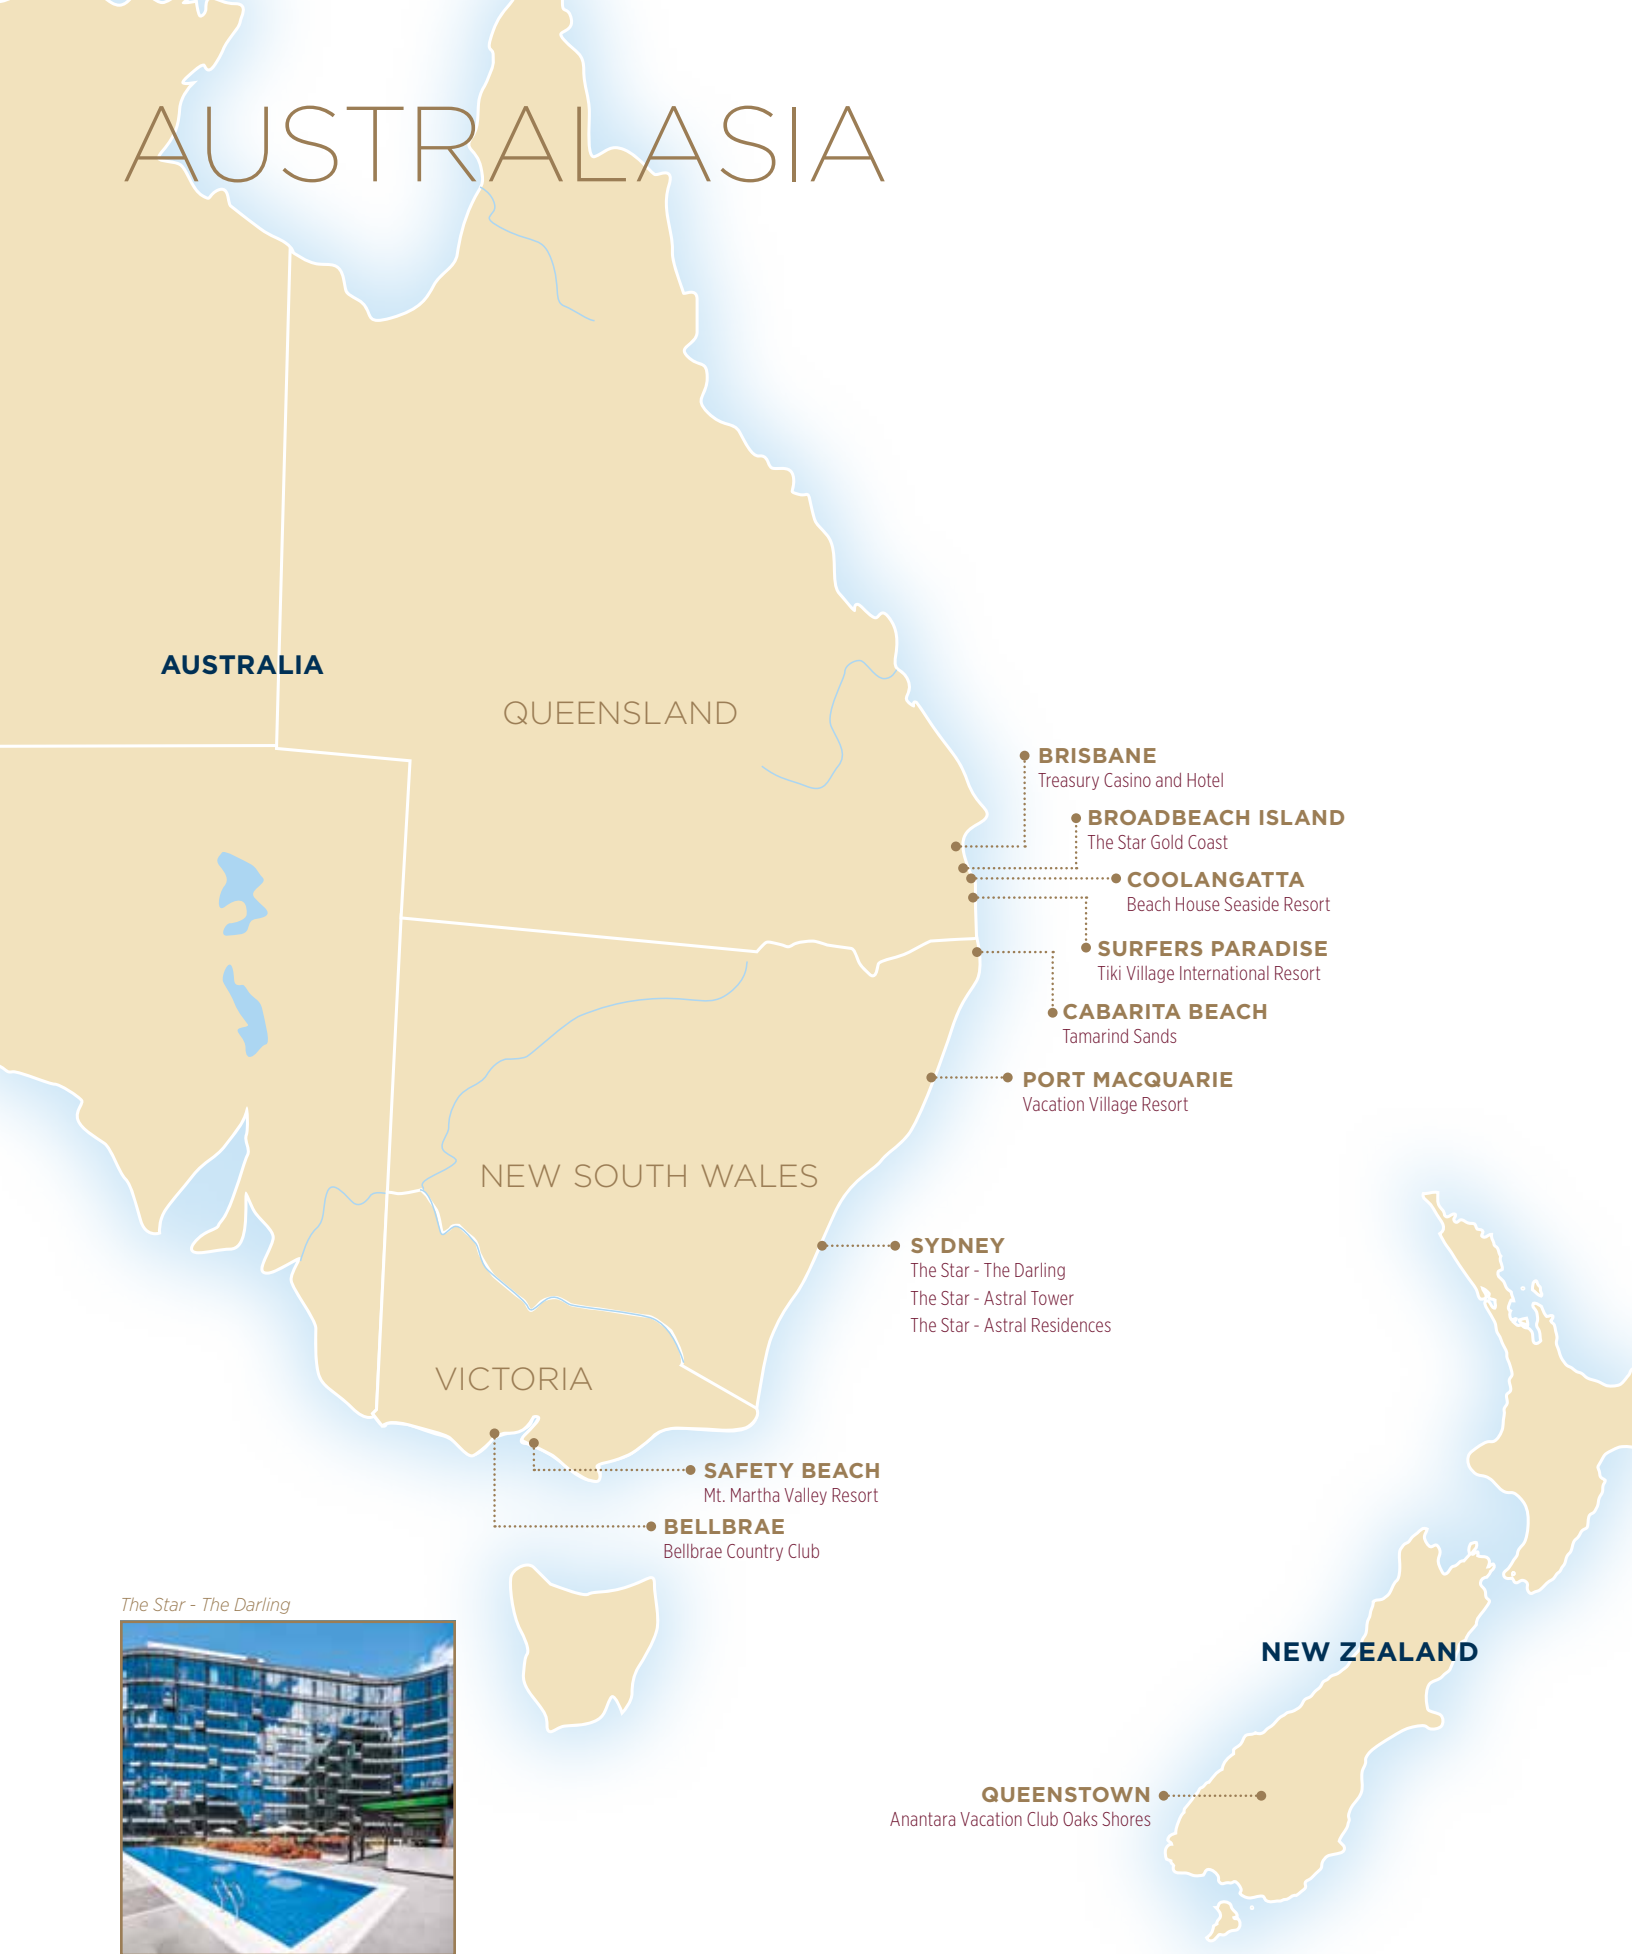 AUSTRALASIA
AUSTRALIA
QUEENSLAND
BRISBANE
Treasury Casino and Hotel
BROADBEACH ISLAND
The Star Gold Coast
COOLANGATTA
Beach House Seaside Resort
SURFERS PARADISE
Tiki Village International Resort
CABARITA BEACH
Tamarind Sands
PORT MACQUARIE
Vacation Village Resort
NEW SOUTH WALES
SYDNEY
The Star - The Darling
The Star - Astral Tower
The Star - Astral Residences
VICTORIA
SAFETY BEACH
Mt. Martha Valley Resort
BELLBRAE
Bellbrae Country Club
The Star - The Darling
NEW ZEALAND
QUEENSTOWN
Anantara Vacation Club Oaks Shores